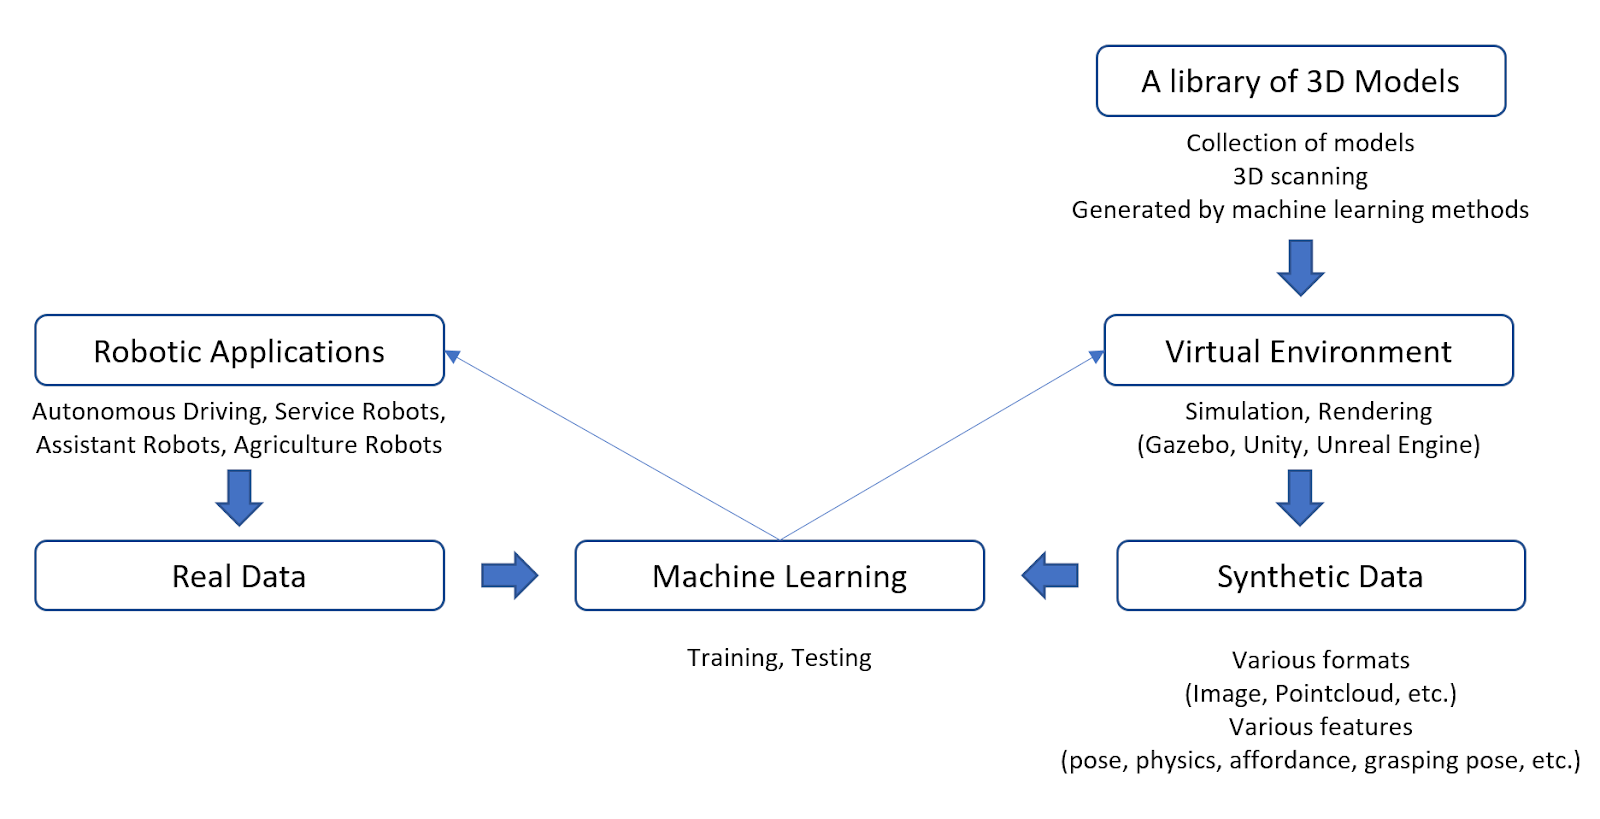 A library of 3D Models
Collection of models
3D scanning
Generated by machine learning methods
Robotic Applications
Autonomous Driving, Service Robots,
Assistant Robots, Agriculture Robots
Virtual Environment
Simulation, Rendering
(Gazebo, Unity, Unreal Engine)
Real Data
Machine Learning
Training, Testing
Synthetic Data
Various formats
(Image, Pointcloud, etc.)
Various features
(pose, physics, affordance, grasping pose, etc.)